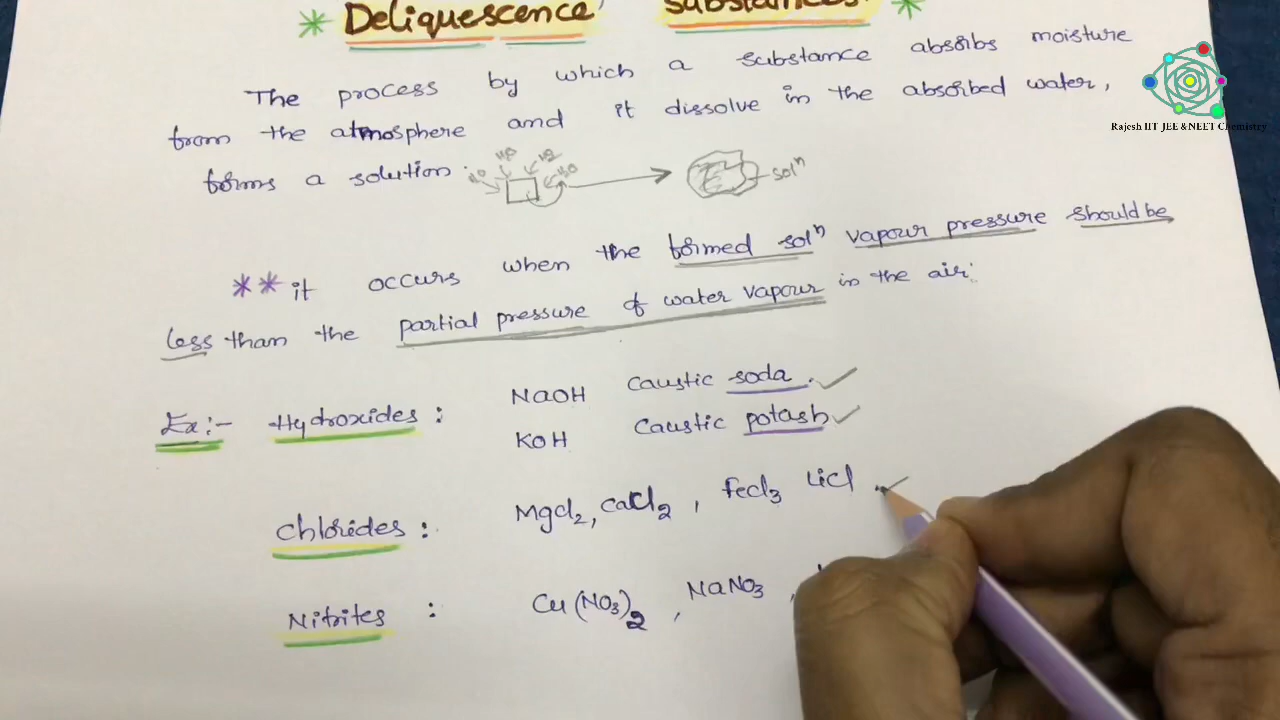 * Deliquescence substances. *
The process by which a substance absorbs moisture
from the atmosphere and it dissolve in the absorbed water,
forms a solution.
H2O
soln
** it occurs when the formed soln vapour pressure should be
less than the partial pressure of water vapour in the air:
Ex:- Hydroxides: NaOH Caustic soda.
KOH Caustic potash
Chlorides: MgCl2, CaCl2, FeCl3 LiCl
Nitrites: Cu(NO3)2, NaNO3,
Rajesh IIT JEE &NEET Chemistry